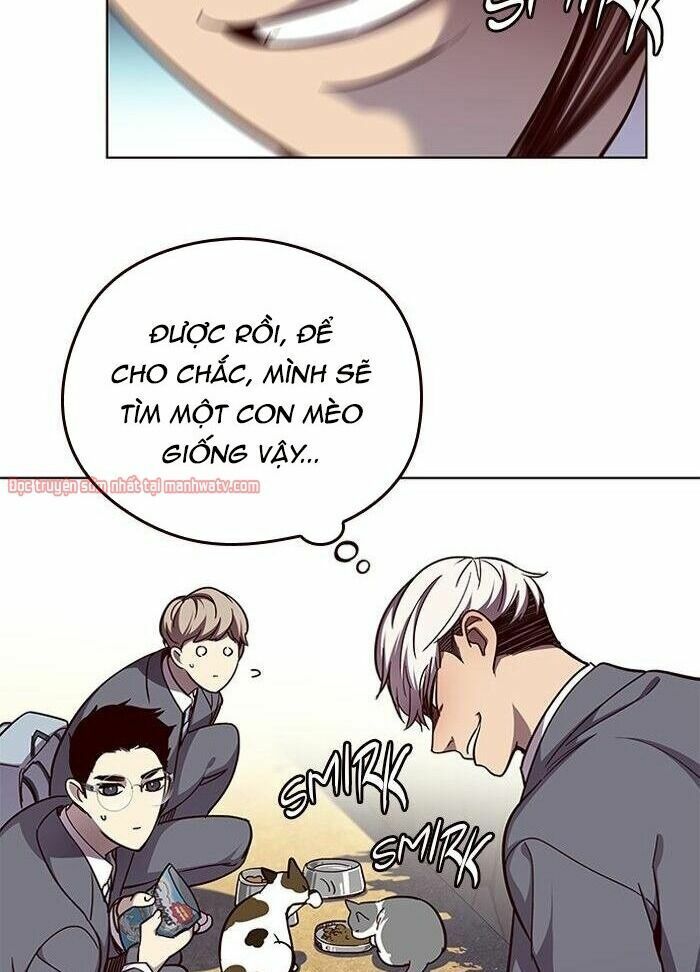 SMIRK
ĐƯỢC RỒI, ĐỂ
CHO CHẮC, MÌNH SẼ
TÌM MỘT CON MÈO
GIỐNG VẬY...
Đọc truyện sớm nhất tại manhwatv.com
SMIRK
SMIRK